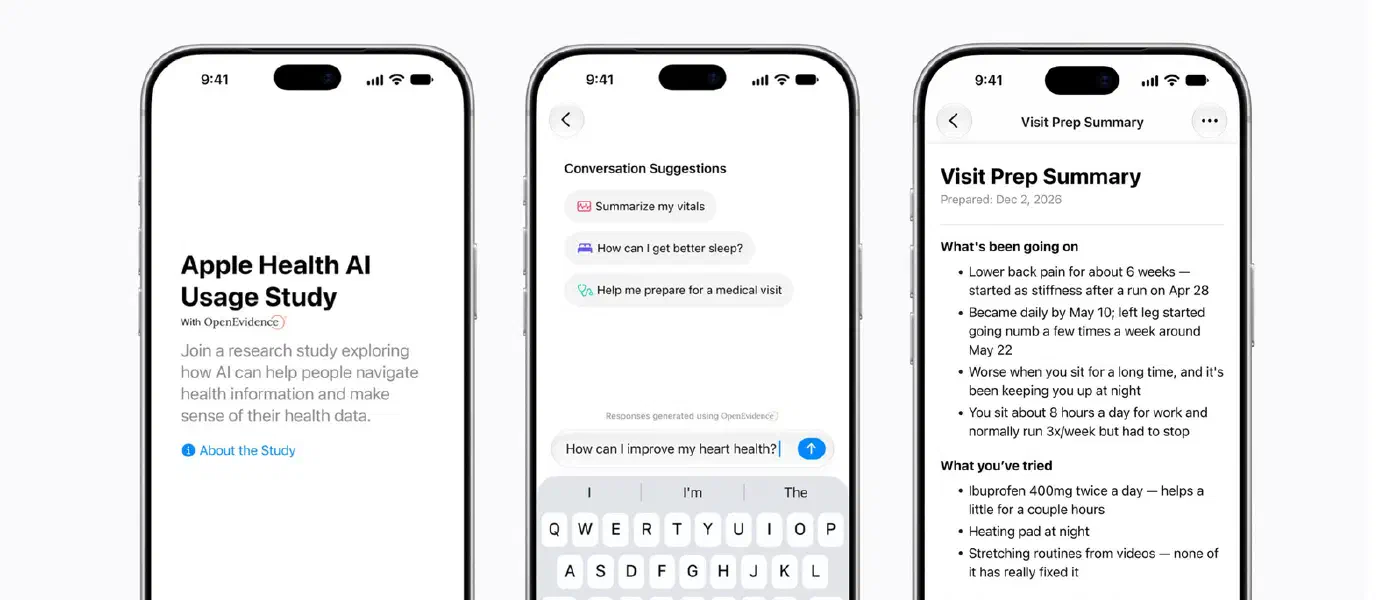 9:41
Apple Health AI
Usage Study
With OpenEvidence
Join a research study exploring
how AI can help people navigate
health information and make
sense of their health data.
About the Study
9:41
Conversation Suggestions
Summarize my vitals
How can I get better sleep?
Help me prepare for a medical visit
Responses generated using OpenEvidence
How can I improve my heart health?
I I'm The
Q W E R T Y U I O P
A S D F G H J K L
9:41
Visit Prep Summary
Visit Prep Summary
Prepared: Dec 2, 2026
What's been going on
• Lower back pain for about 6 weeks —
started as stiffness after a run on Apr 28
• Became daily by May 10; left leg started
going numb a few times a week around
May 22
• Worse when you sit for a long time, and it's
been keeping you up at night
• You sit about 8 hours a day for work and
normally run 3x/week but had to stop
What you've tried
• Ibuprofen 400mg twice a day — helps a
little for a couple hours
• Heating pad at night
• Stretching routines from videos — none of
it has really fixed it